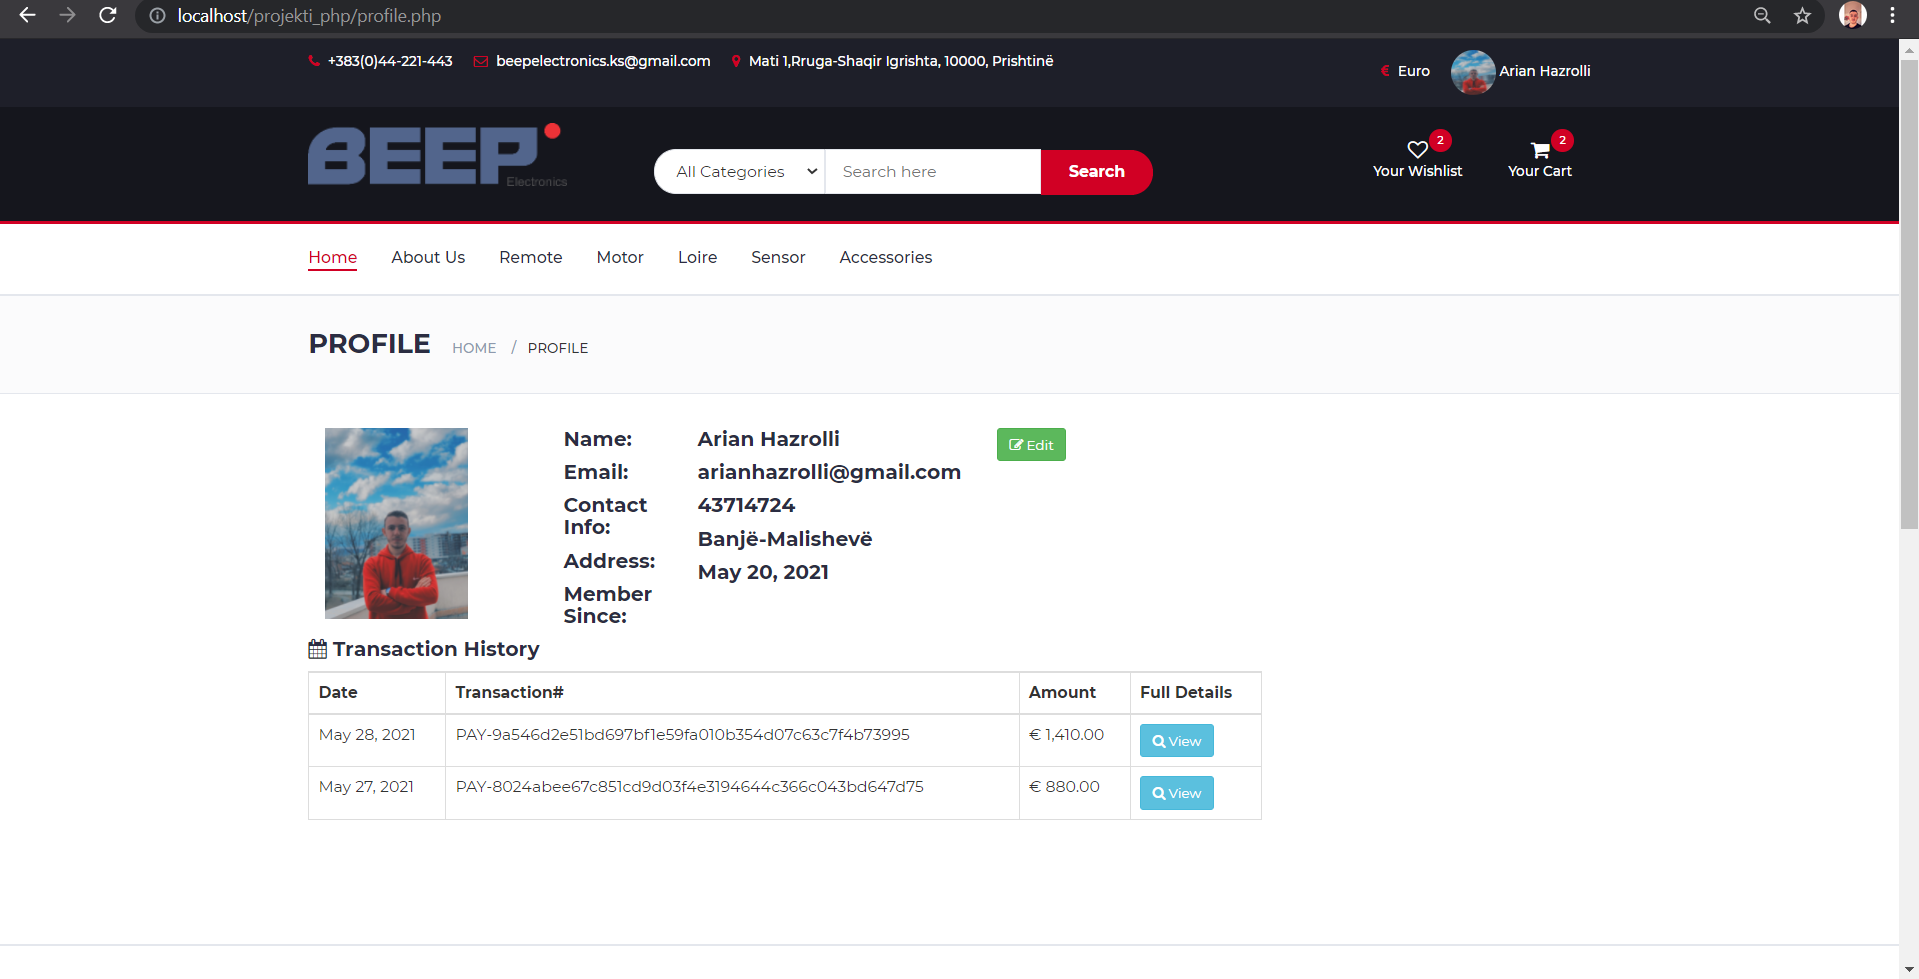 localhost/projekti_php/profile.php
+383(0)44-221-443 beepelectronics.ks@gmail.com Mati 1,Rruga-Shaqir Igrishta, 10000, Prishtinë
€ Euro Arian Hazrolli
BEEP
Electronics
All Categories Search here Search
2 2
Your Wishlist Your Cart
Home About Us Remote Motor Loire Sensor Accessories
PROFILE HOME / PROFILE
Name: Arian Hazrolli Edit
Email: arianhazrolli@gmail.com
Contact Info: 43714724
Address: Banjë-Malishevë
Member Since: May 20, 2021
Transaction History
Date Transaction# Amount Full Details
May 28, 2021 PAY-9a546d2e51bd697bf1e59fa010b354d07c63c7f4b73995 € 1,410.00 View
May 27, 2021 PAY-8024abee67c851cd9d03f4e3194644c366c043bd647d75 € 880.00 View